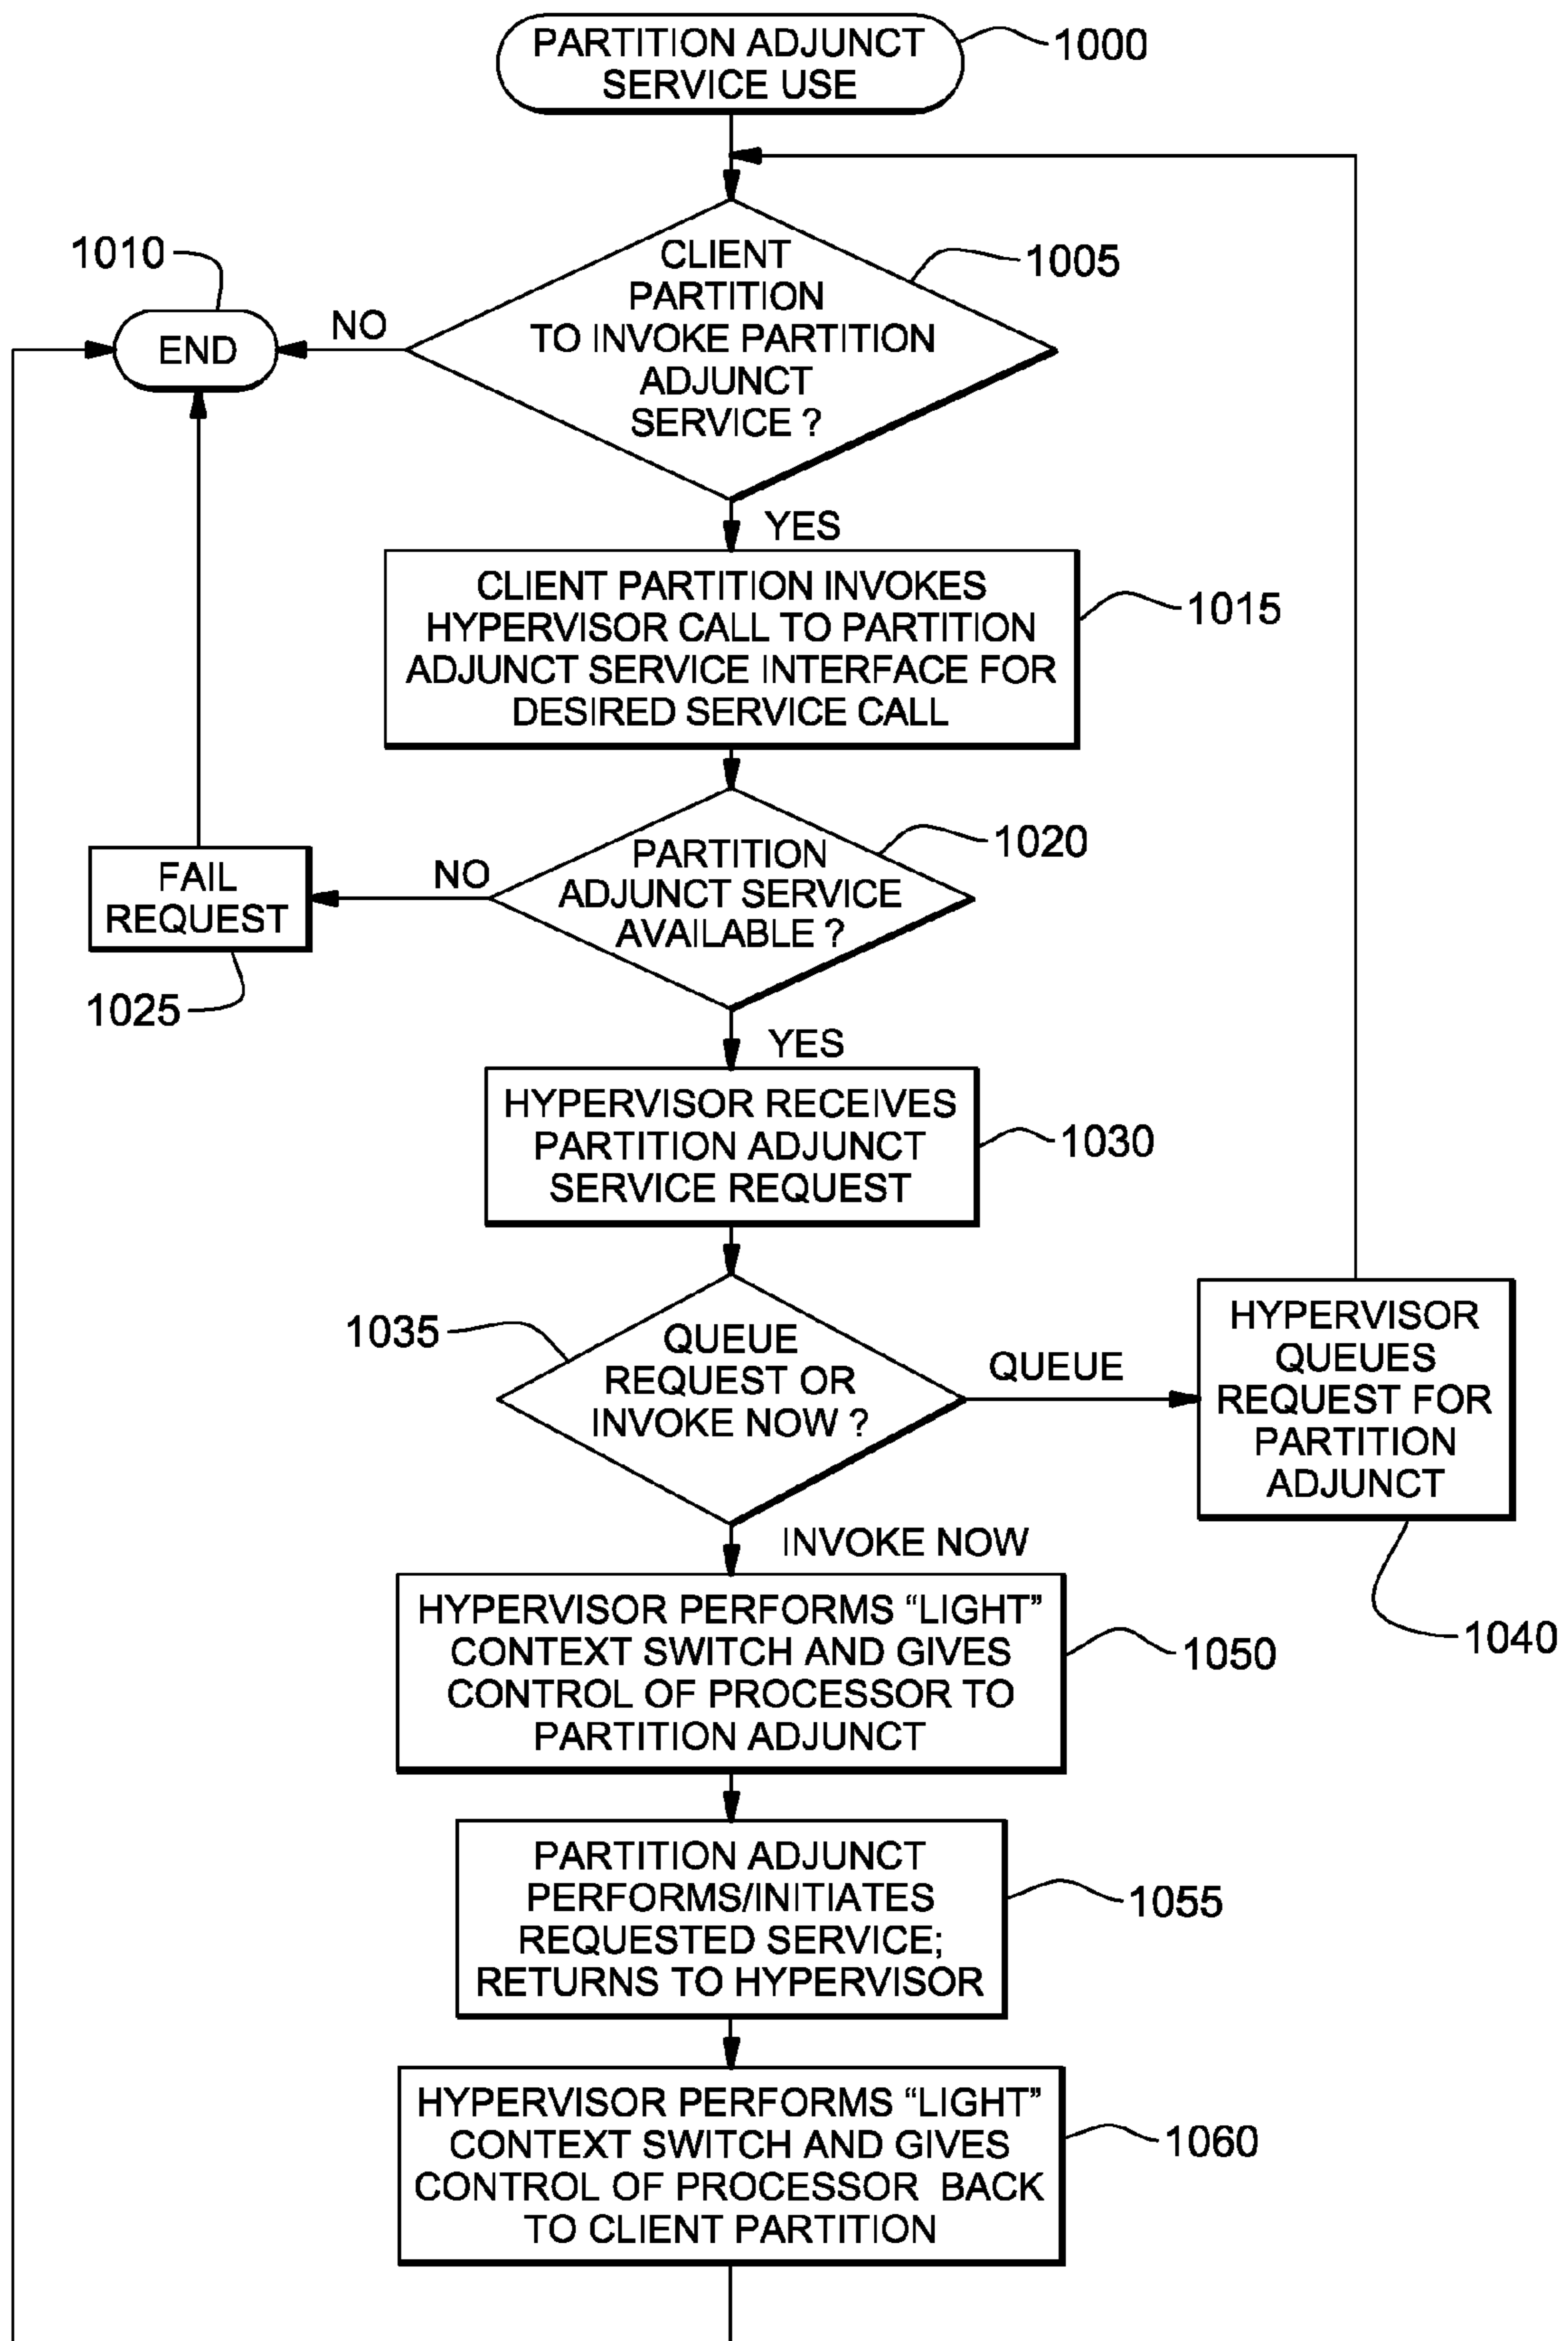 PARTITION ADJUNCT
SERVICE USE
1000
CLIENT
PARTITION
TO INVOKE PARTITION
ADJUNCT
SERVICE ?
1005
1010
END
NO
YES
CLIENT PARTITION INVOKES
HYPERVISOR CALL TO PARTITION
ADJUNCT SERVICE INTERFACE FOR
DESIRED SERVICE CALL
1015
PARTITION
ADJUNCT SERVICE
AVAILABLE ?
1020
NO
FAIL
REQUEST
1025
YES
HYPERVISOR RECEIVES
PARTITION ADJUNCT
SERVICE REQUEST
1030
1035
QUEUE
REQUEST OR
INVOKE NOW ?
QUEUE
HYPERVISOR
QUEUES
REQUEST FOR
PARTITION
ADJUNCT
1040
INVOKE NOW
HYPERVISOR PERFORMS “LIGHT”
CONTEXT SWITCH AND GIVES
CONTROL OF PROCESSOR TO
PARTITION ADJUNCT
1050
PARTITION ADJUNCT
PERFORMS/INITIATES
REQUESTED SERVICE;
RETURNS TO HYPERVISOR
1055
HYPERVISOR PERFORMS “LIGHT”
CONTEXT SWITCH AND GIVES
CONTROL OF PROCESSOR BACK
TO CLIENT PARTITION
1060